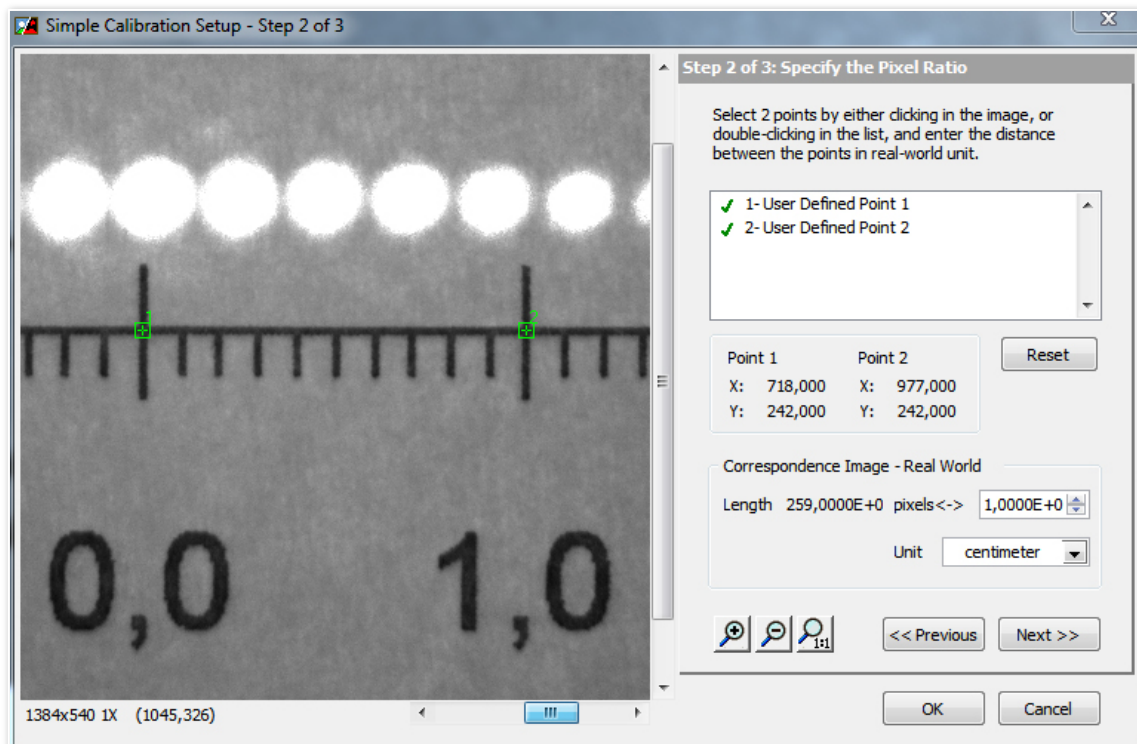 Simple Calibration Setup - Step 2 of 3
Step 2 of 3: Specify the Pixel Ratio
Select 2 points by either clicking in the image, or
double-clicking in the list, and enter the distance
between the points in real-world unit.
1- User Defined Point 1
2- User Defined Point 2
1
2
Point 1 Point 2
X: 718,000 X: 977,000
Y: 242,000 Y: 242,000
Reset
Correspondence Image - Real World
Length 259,0000E+0 pixels<-> 1,0000E+0
Unit centimeter
0,0 1,0
1:1
<< Previous Next >>
1384x540 1X (1045,326)
OK Cancel